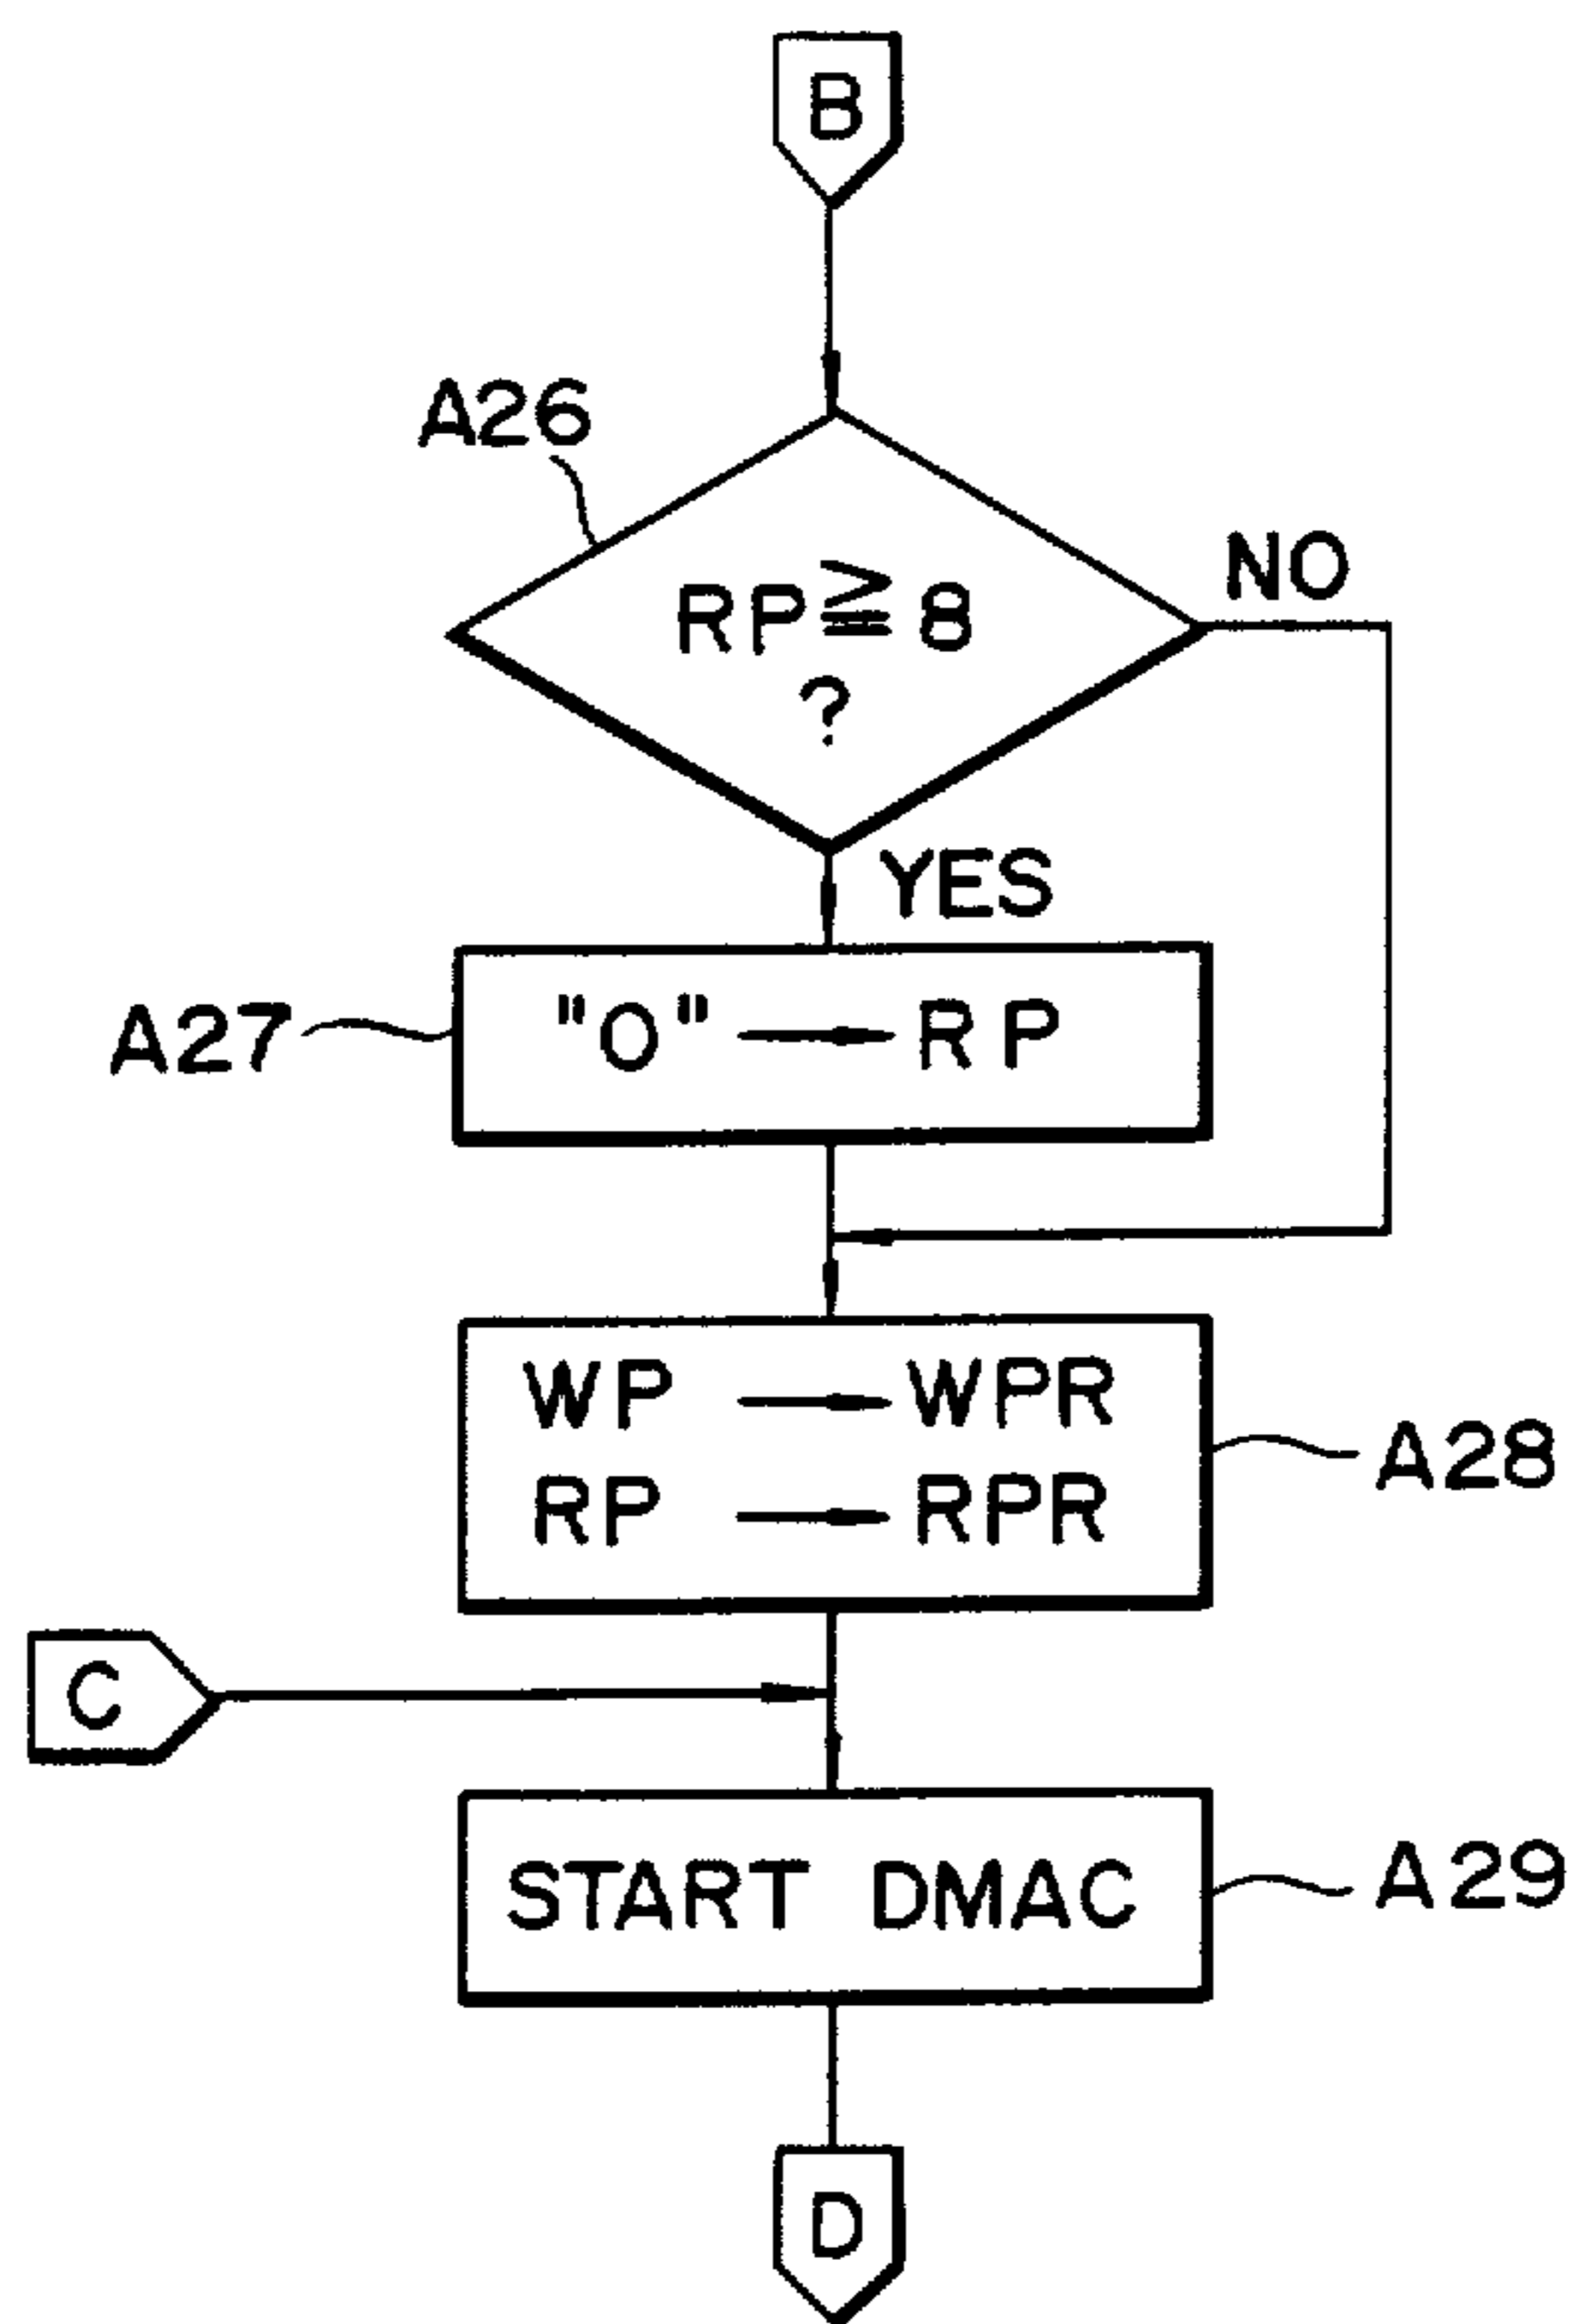 B
A26
NO
RP≧8
?
YES
A27
"0" → RP
WP → WPR
RP → RPR
A28
C
START DMAC
A29
D